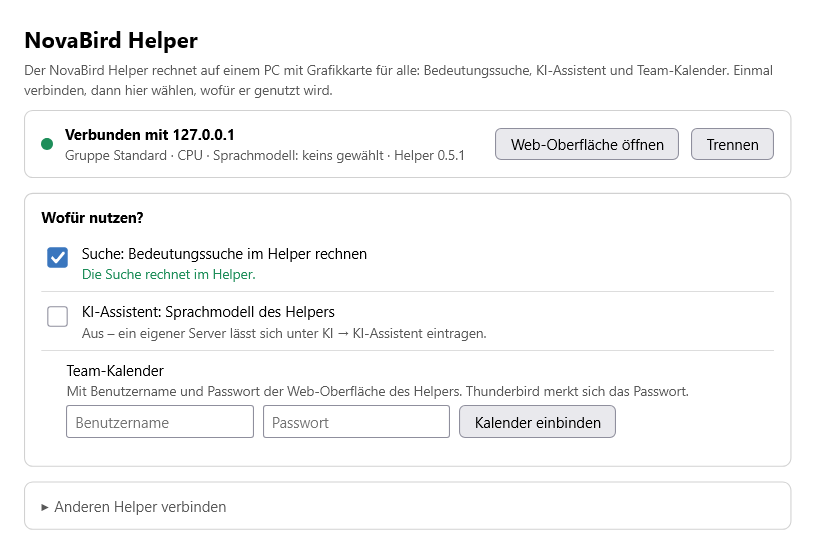 NovaBird Helper
Der NovaBird Helper rechnet auf einem PC mit Grafikkarte für alle: Bedeutungssuche, KI-Assistent und Team-Kalender. Einmal
verbinden, dann hier wählen, wofür er genutzt wird.
Verbunden mit 127.0.0.1
Gruppe Standard · CPU · Sprachmodell: keins gewählt · Helper 0.5.1
Web-Oberfläche öffnen
Trennen
Wofür nutzen?
Suche: Bedeutungssuche im Helper rechnen
Die Suche rechnet im Helper.
KI-Assistent: Sprachmodell des Helpers
Aus – ein eigener Server lässt sich unter KI → KI-Assistent eintragen.
Team-Kalender
Mit Benutzername und Passwort der Web-Oberfläche des Helpers. Thunderbird merkt sich das Passwort.
Benutzername
Passwort
Kalender einbinden
▸ Anderen Helper verbinden